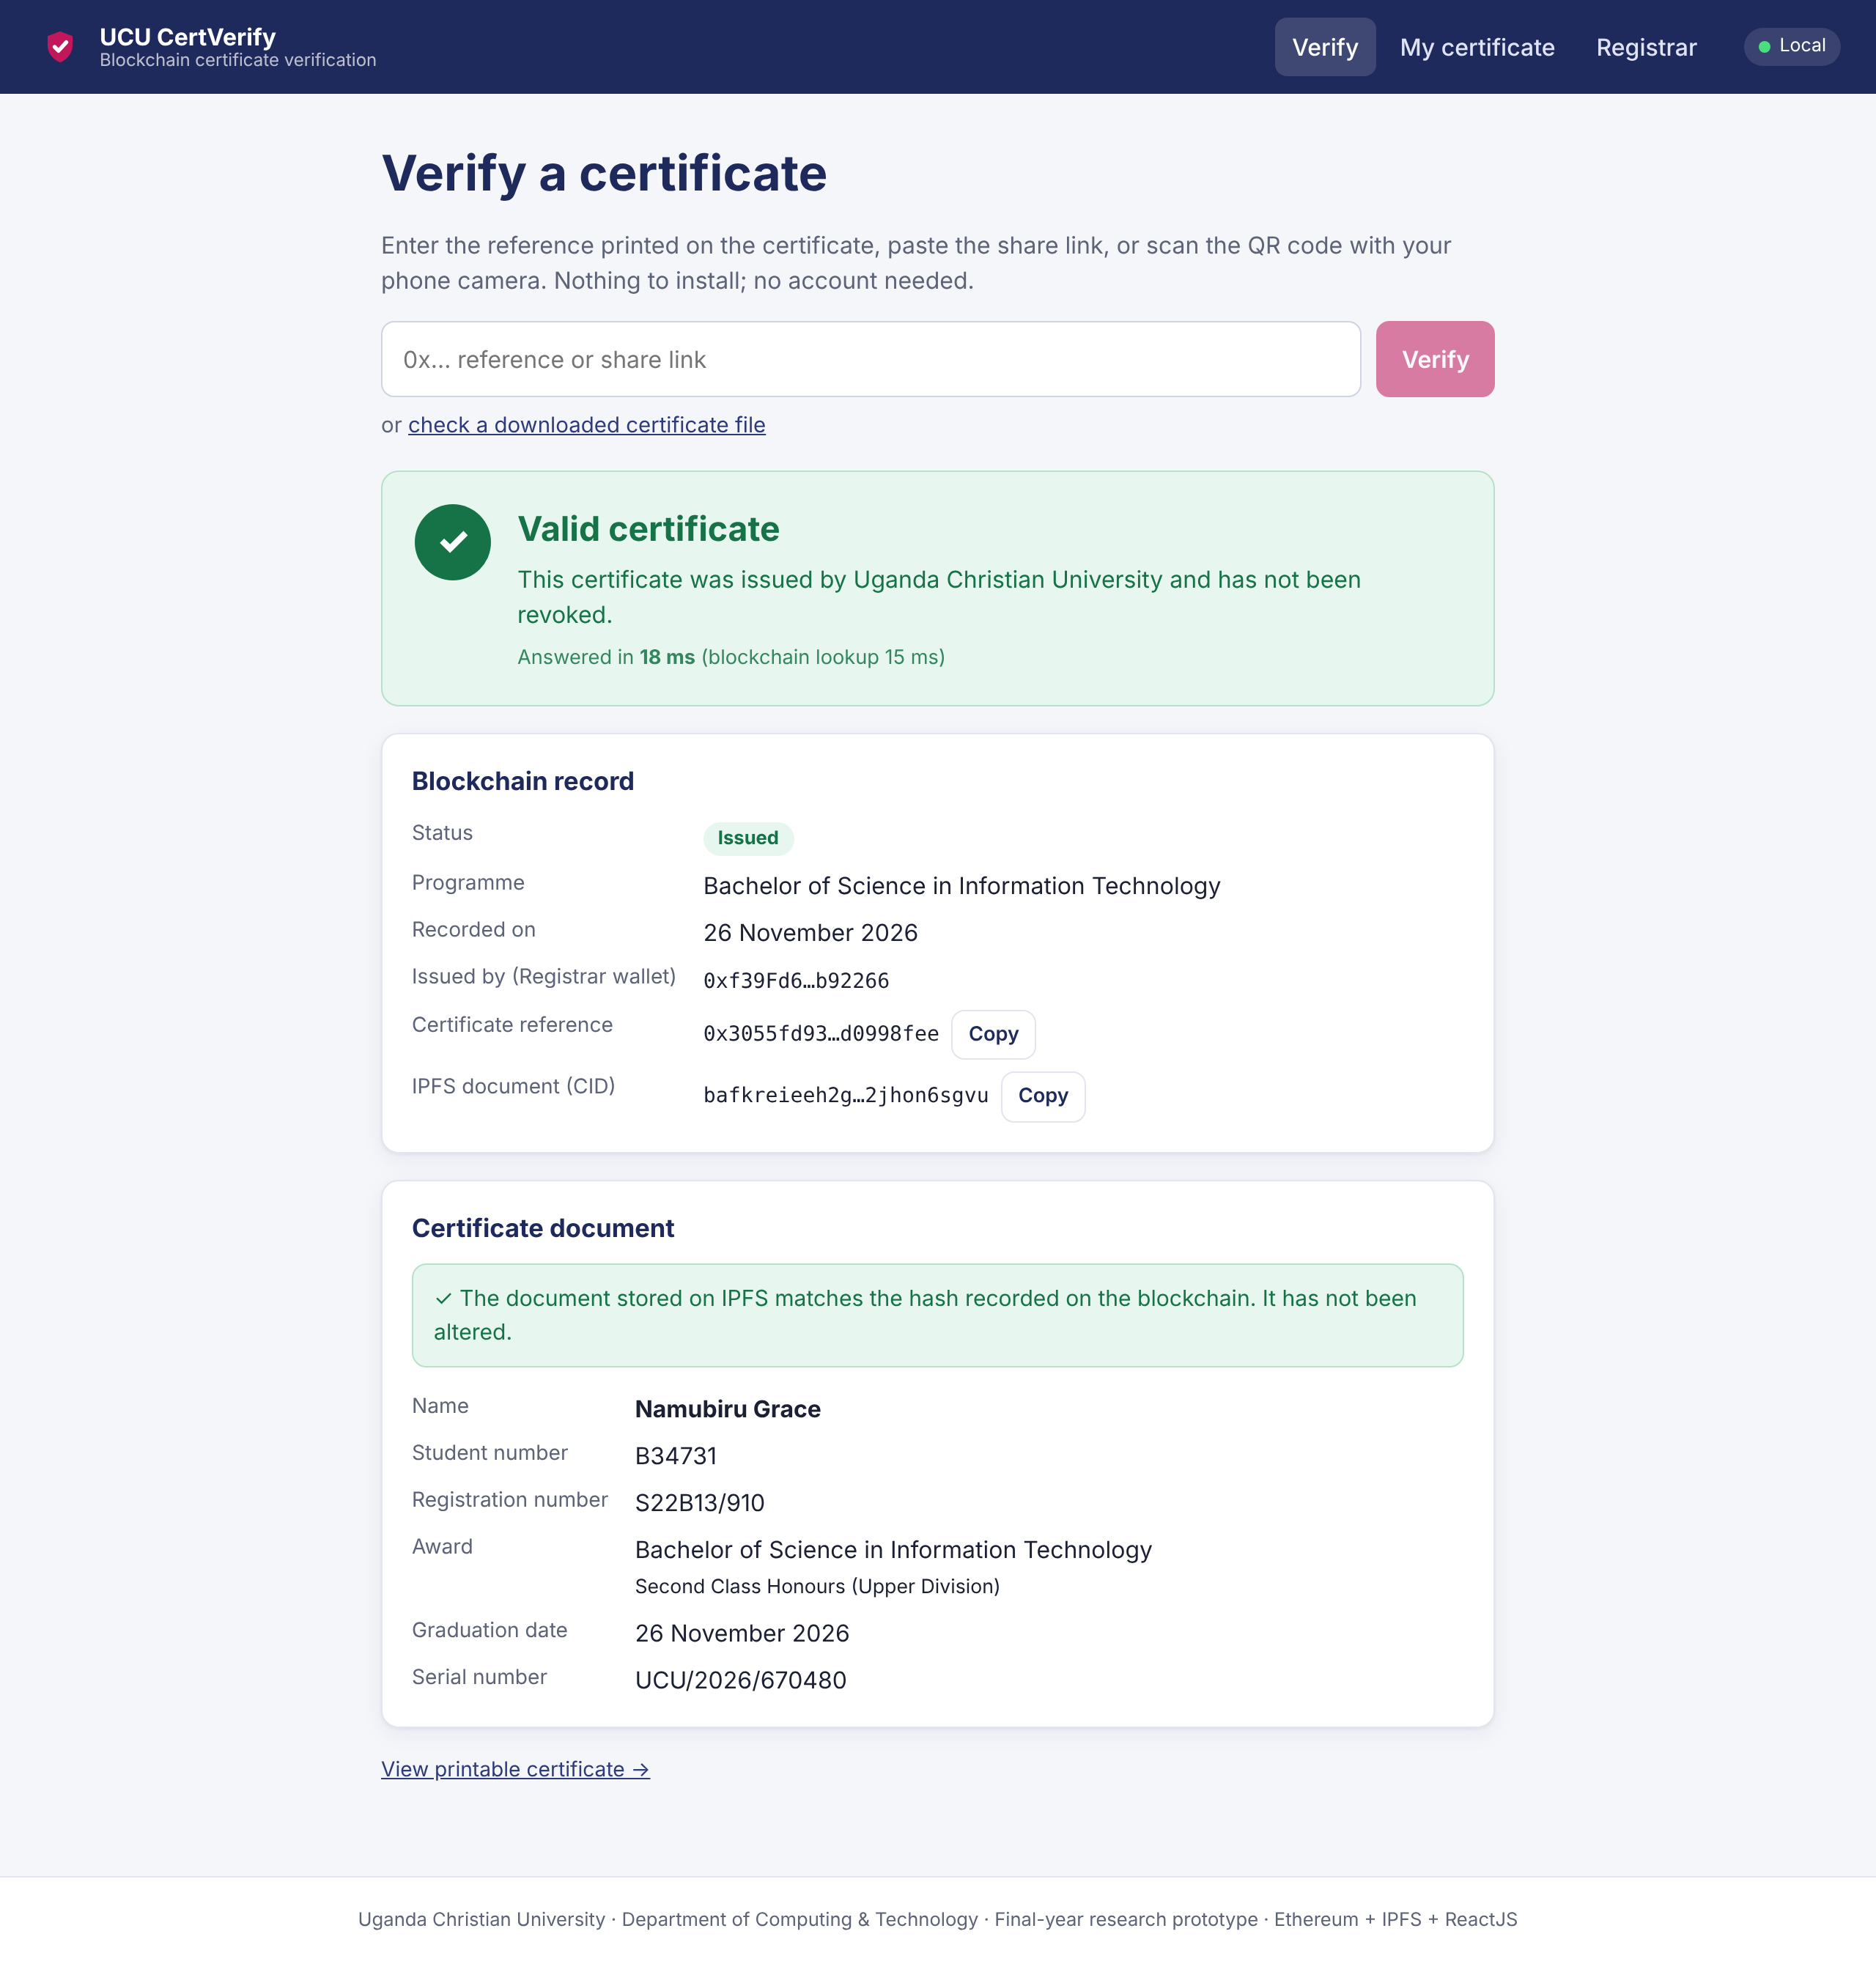 UCU CertVerify
Blockchain certificate verification
Verify
My certificate
Registrar
Local
Verify a certificate
Enter the reference printed on the certificate, paste the share link, or scan the QR code with your
phone camera. Nothing to install; no account needed.
0x... reference or share link
Verify
or check a downloaded certificate file
Valid certificate
This certificate was issued by Uganda Christian University and has not been
revoked.
Answered in 18 ms (blockchain lookup 15 ms)
Blockchain record
Status
Issued
Programme
Bachelor of Science in Information Technology
Recorded on
26 November 2026
Issued by (Registrar wallet)
0xf39Fd6…b92266
Certificate reference
0x3055fd93…d0998fee
Copy
IPFS document (CID)
bafkreieeh2g…2jhon6sgvu
Copy
Certificate document
✓ The document stored on IPFS matches the hash recorded on the blockchain. It has not been
altered.
Name
Namubiru Grace
Student number
B34731
Registration number
S22B13/910
Award
Bachelor of Science in Information Technology
Second Class Honours (Upper Division)
Graduation date
26 November 2026
Serial number
UCU/2026/670480
View printable certificate →
Uganda Christian University · Department of Computing & Technology · Final-year research prototype · Ethereum + IPFS + ReactJS